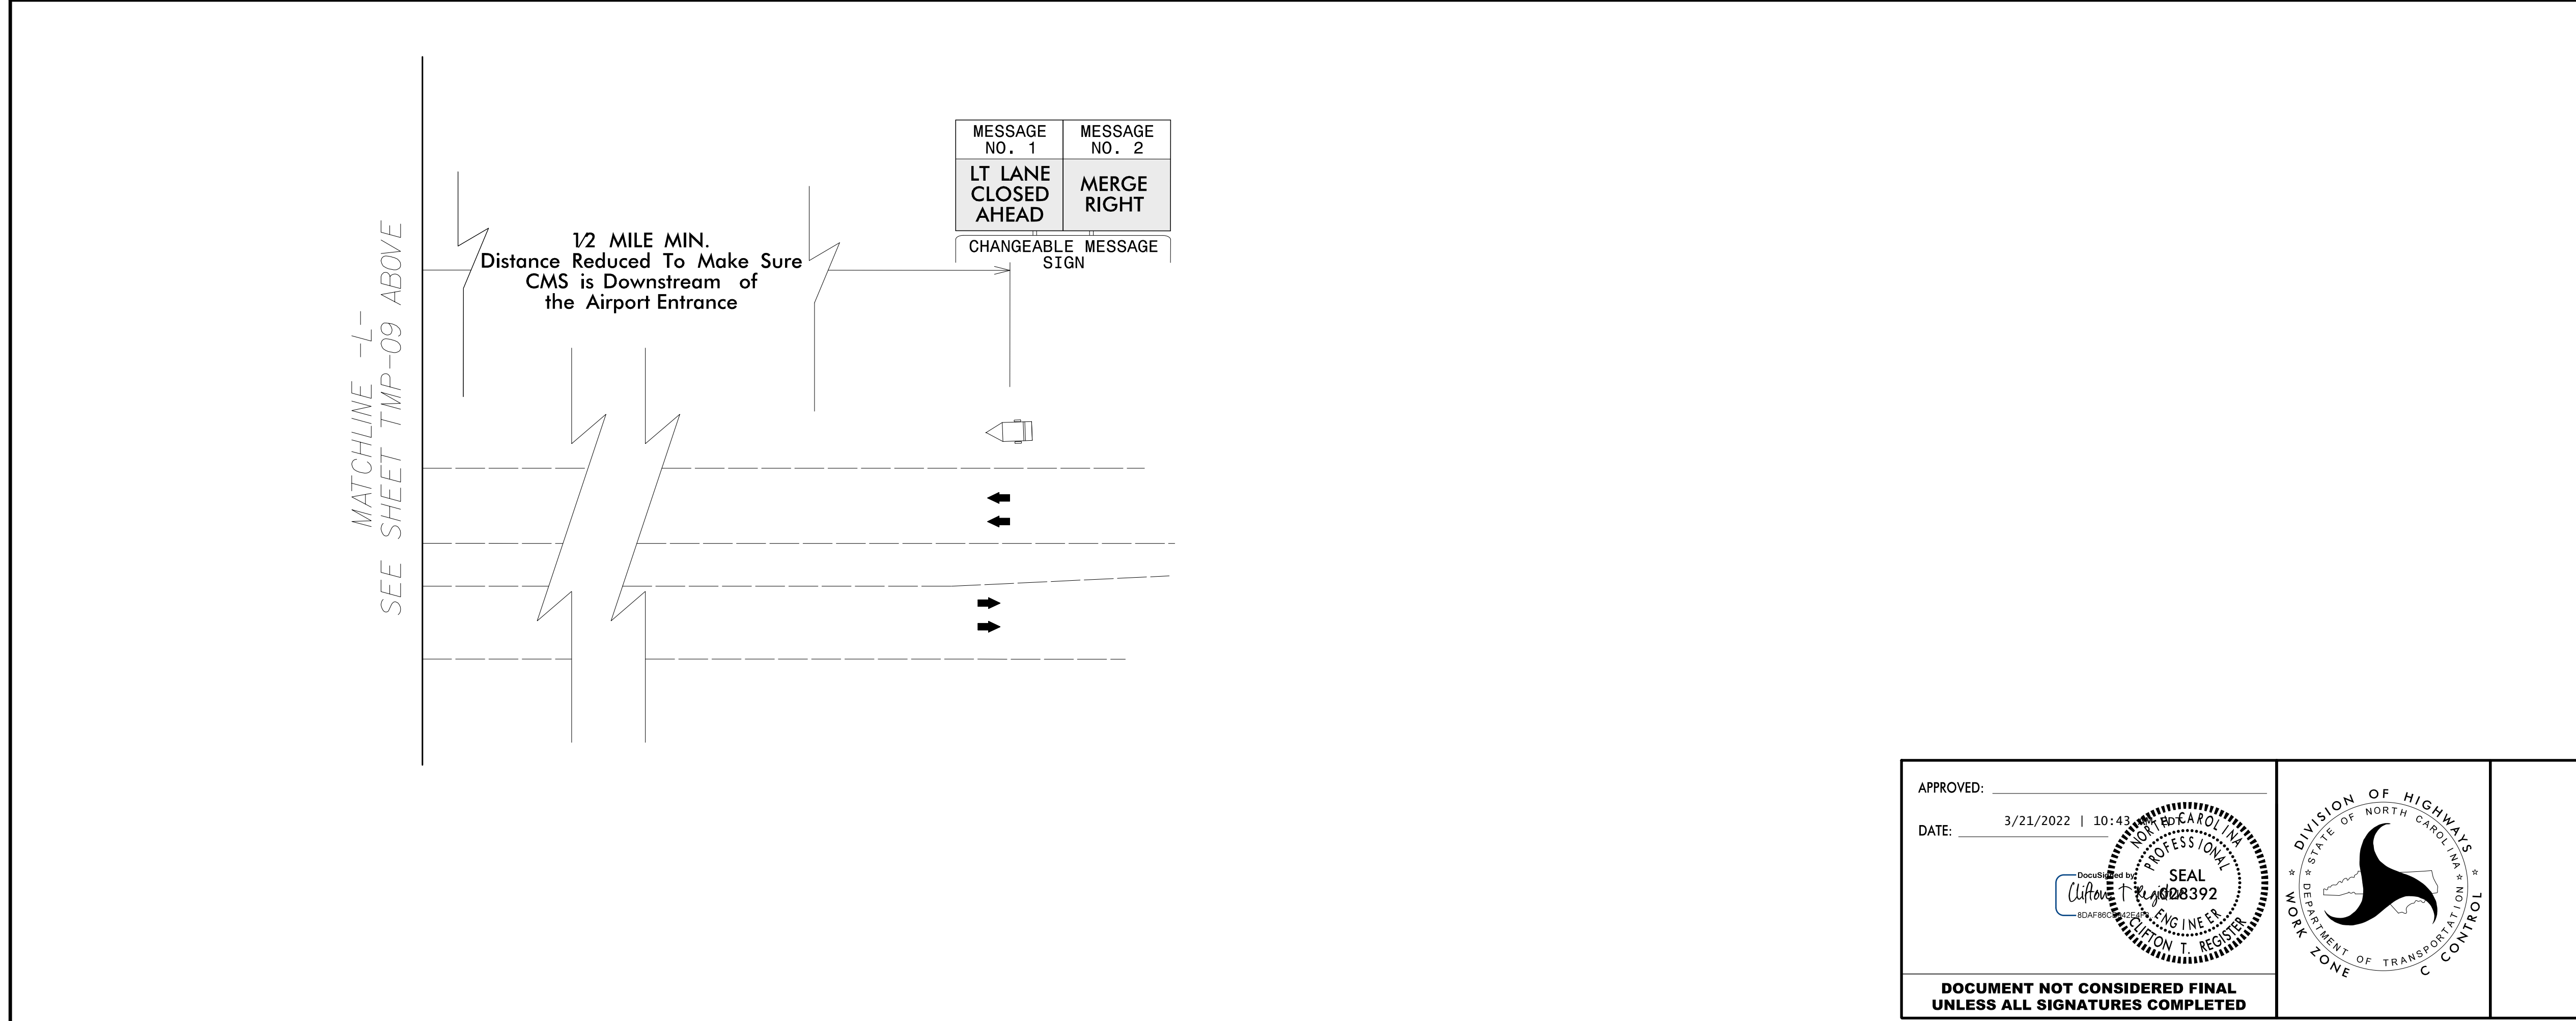 MATCHLINE -L-
SEE SHEET TMP-09 ABOVE
1/2 MILE MIN.
Distance Reduced To Make Sure
CMS is Downstream of
the Airport Entrance
MESSAGE
NO. 1
MESSAGE
NO. 2
LT LANE
CLOSED
AHEAD
MERGE
RIGHT
CHANGEABLE MESSAGE
SIGN
APPROVED:
DATE:
3/21/2022 | 10:43 EDT
DocuSigned by
Clifton T Register
NORTH CAROLINA
PROFESSIONAL
SEAL
028392
ENGINEER
CLIFTON T. REGISTER
DOCUMENT NOT CONSIDERED FINAL
UNLESS ALL SIGNATURES COMPLETED
DIVISION OF HIGHWAYS
STATE OF NORTH CAROLINA
DEPARTMENT OF TRANSPORTATION
WORK ZONE
C CONTROL